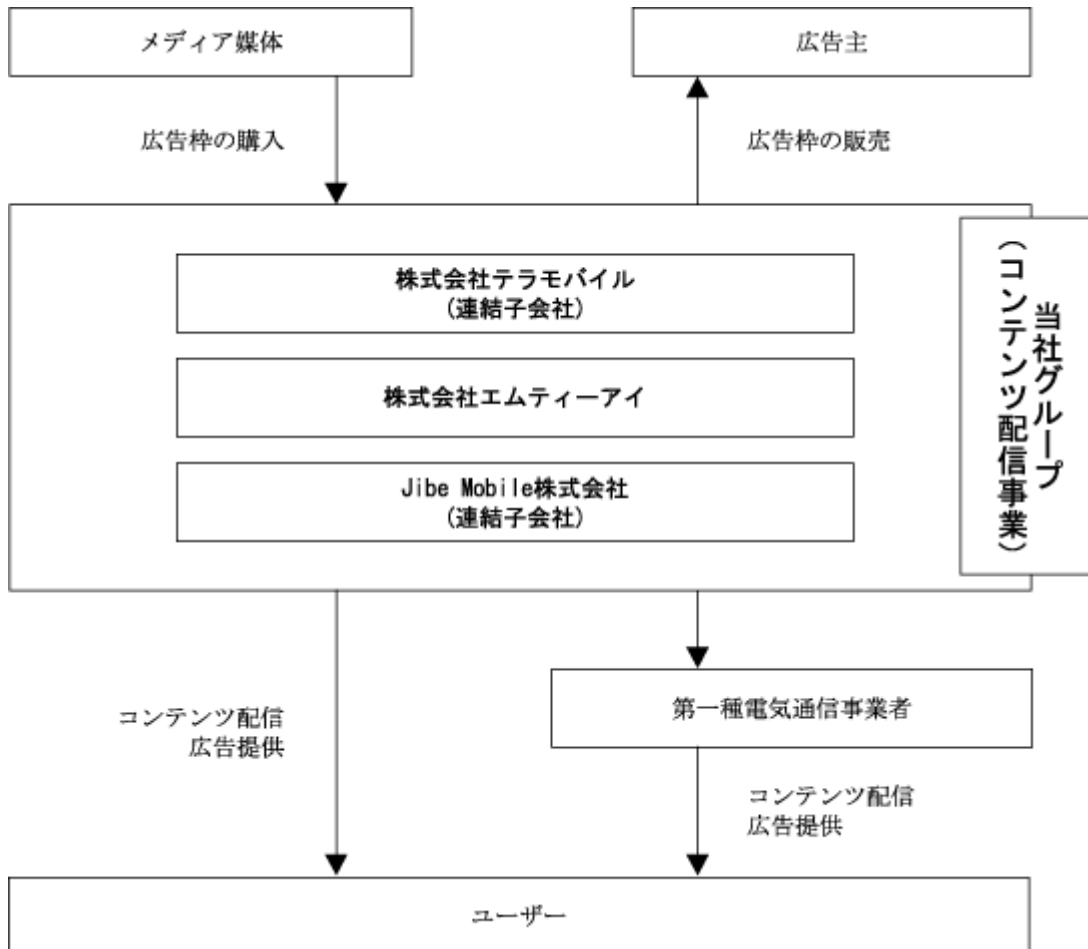 メディア媒体
広告主
広告枠の購入
広告枠の販売
株式会社テラモバイル
(連結子会社)
株式会社エムティーアイ
Jibe Mobile株式会社
(連結子会社)
当社グループ
（コンテンツ配信事業）
第一種電気通信事業者
コンテンツ配信
広告提供
コンテンツ配信
広告提供
ユーザー